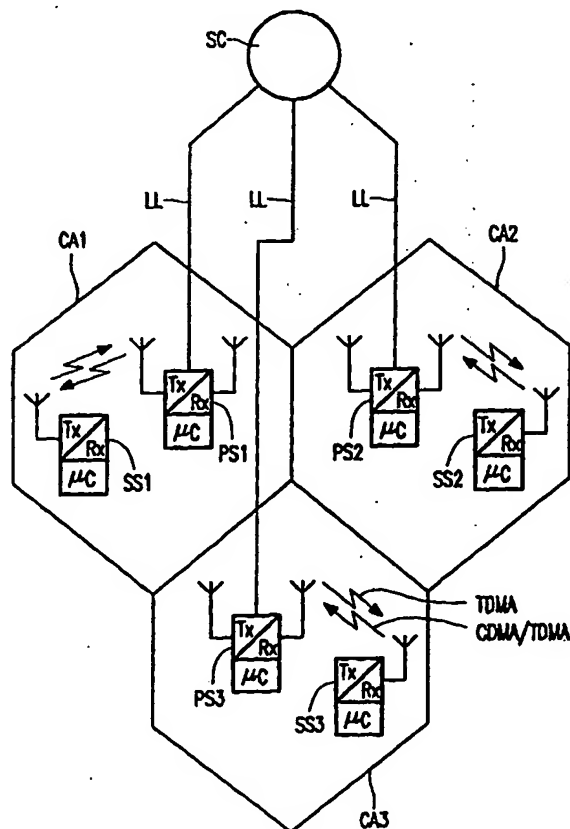 SC
LL LL LL
CA1 CA2
Tx Rx μC PS1
Tx Rx μC PS2
Tx Rx μC SS1
Tx Rx μC SS2
TDMA
CDMA/TDMA
Tx Rx μC PS3
Tx Rx μC SS3
CA3